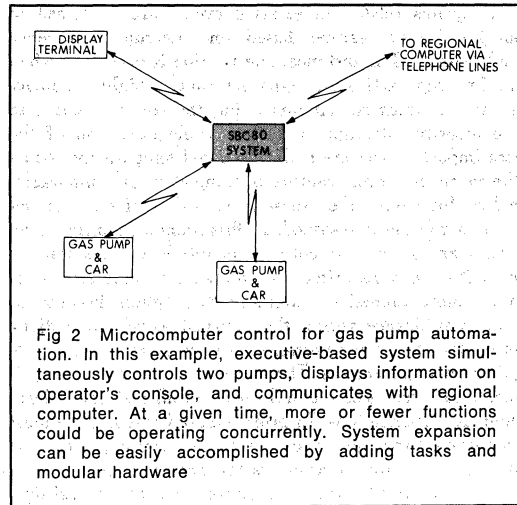 DISPLAY
TERMINAL
TO REGIONAL
COMPUTER VIA
TELEPHONE LINES
SBC80
SYSTEM
GAS PUMP
&
CAR
GAS PUMP
&
CAR
Fig 2 Microcomputer control for gas pump automa-
tion. In this example, executive-based system simul-
taneously controls two pumps, displays information on
operator's console, and communicates with regional
computer. At a given time, more or fewer functions
could be operating concurrently. System expansion
can be easily accomplished by adding tasks and
modular hardware